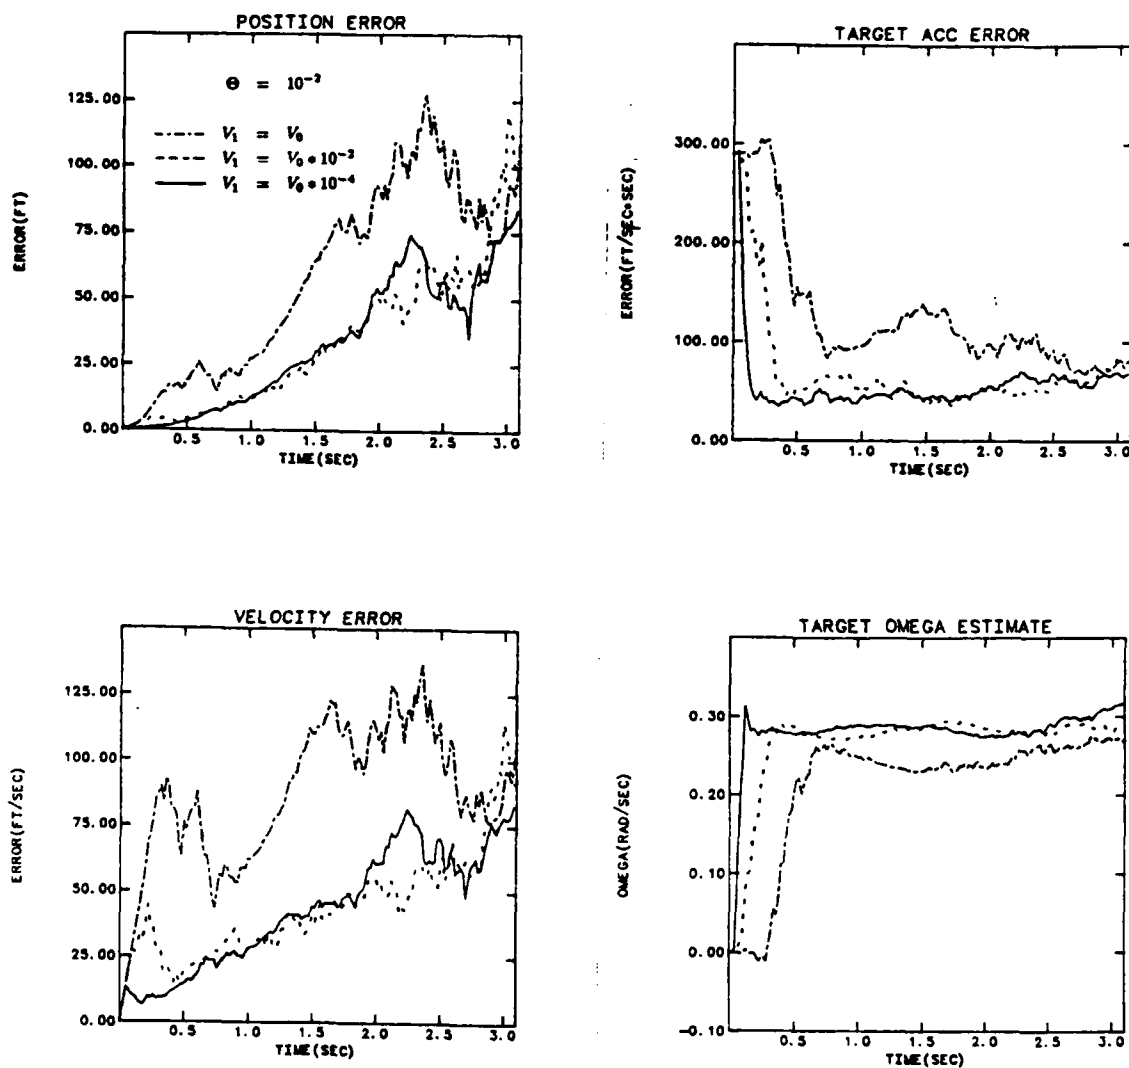 POSITION ERROR
Θ = 10⁻²
V₁ = V₀
V₁ = V₀*10⁻²
V₁ = V₀*10⁻⁴
125.00
100.00
75.00
50.00
25.00
0.00
ERROR(FT)
0.5 1.0 1.5 2.0 2.5 3.0
TIME(SEC)
TARGET ACC ERROR
300.00
200.00
100.00
0.00
ERROR(FT/SEC*SEC)
0.5 1.0 1.5 2.0 2.5 3.0
TIME(SEC)
VELOCITY ERROR
125.00
100.00
75.00
50.00
25.00
0.00
ERROR(FT/SEC)
0.5 1.0 1.5 2.0 2.5 3.0
TIME(SEC)
TARGET OMEGA ESTIMATE
0.30
0.20
0.10
0.00
-0.10
OMEGA(RAD/SEC)
0.5 1.0 1.5 2.0 2.5 3.0
TIME(SEC)